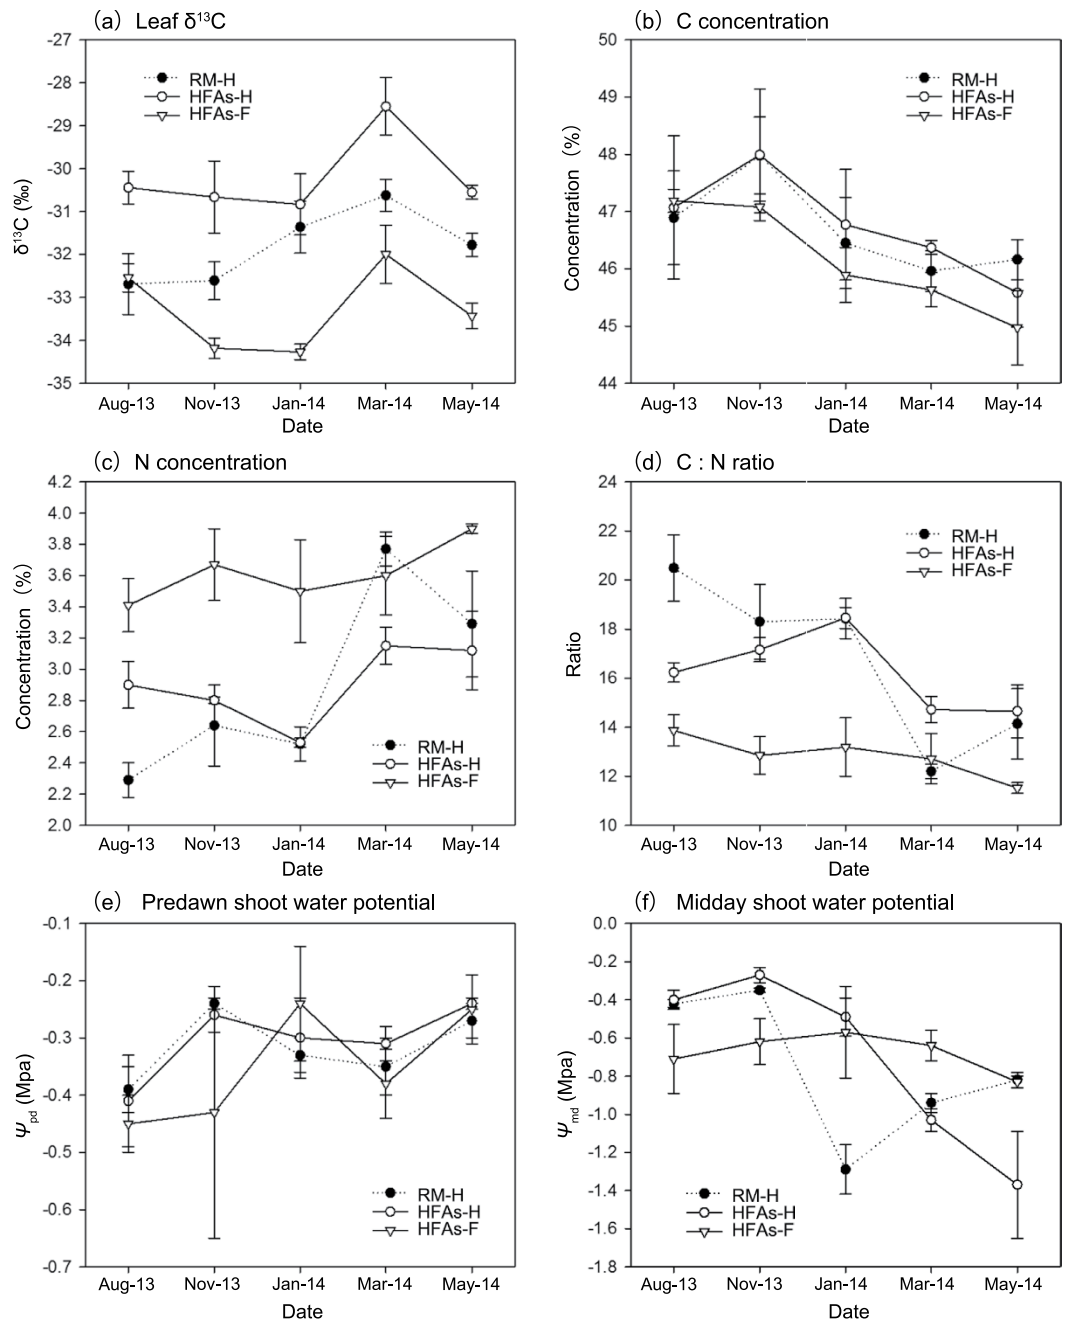 (a) Leaf δ¹³C
-27
-28
-29
-30
-31
-32
-33
-34
-35
δ¹³C (‰)
RM-H
HFAs-H
HFAs-F
Aug-13 Nov-13 Jan-14 Mar-14 May-14
Date
(b) C concentration
50
49
48
47
46
45
44
Concentration (%)
RM-H
HFAs-H
HFAs-F
Aug-13 Nov-13 Jan-14 Mar-14 May-14
Date
(c) N concentration
4.2
4.0
3.8
3.6
3.4
3.2
3.0
2.8
2.6
2.4
2.2
2.0
Concentration (%)
RM-H
HFAs-H
HFAs-F
Aug-13 Nov-13 Jan-14 Mar-14 May-14
Date
(d) C : N ratio
24
22
20
18
16
14
12
10
Ratio
RM-H
HFAs-H
HFAs-F
Aug-13 Nov-13 Jan-14 Mar-14 May-14
Date
(e) Predawn shoot water potential
-0.1
-0.2
-0.3
-0.4
-0.5
-0.6
-0.7
Ψpd (Mpa)
RM-H
HFAs-H
HFAs-F
Aug-13 Nov-13 Jan-14 Mar-14 May-14
Date
(f) Midday shoot water potential
0.0
-0.2
-0.4
-0.6
-0.8
-1.0
-1.2
-1.4
-1.6
-1.8
Ψmd (Mpa)
RM-H
HFAs-H
HFAs-F
Aug-13 Nov-13 Jan-14 Mar-14 May-14
Date